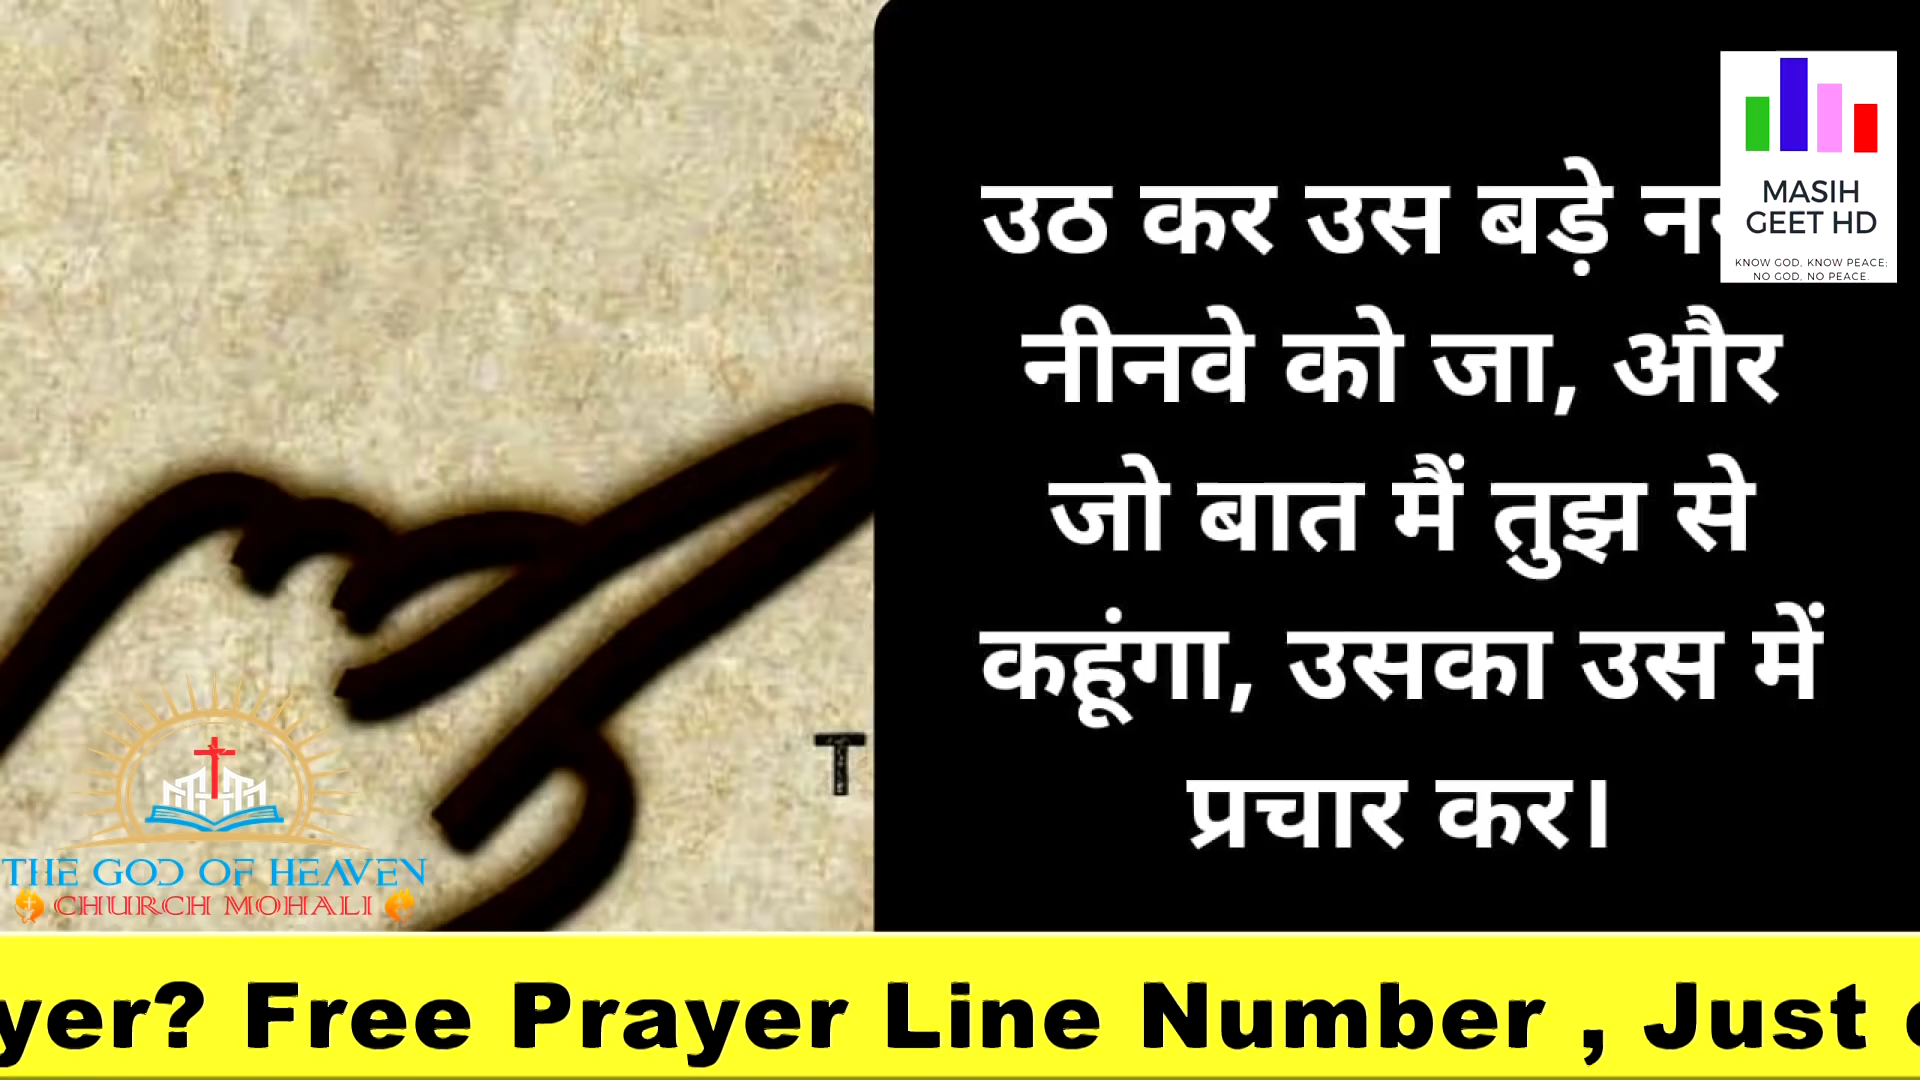 उठ कर उस बड़े
नीनवे को जा, और
जो बात मैं तुझ से
कहूंगा, उसका उस में
प्रचार कर।
MASIH
GEET HD
KNOW GOD, KNOW PEACE;
NO GOD, NO PEACE.
T
THE GOD OF HEAVEN
CHURCH MOHALI
yer? Free Prayer Line Number , Just